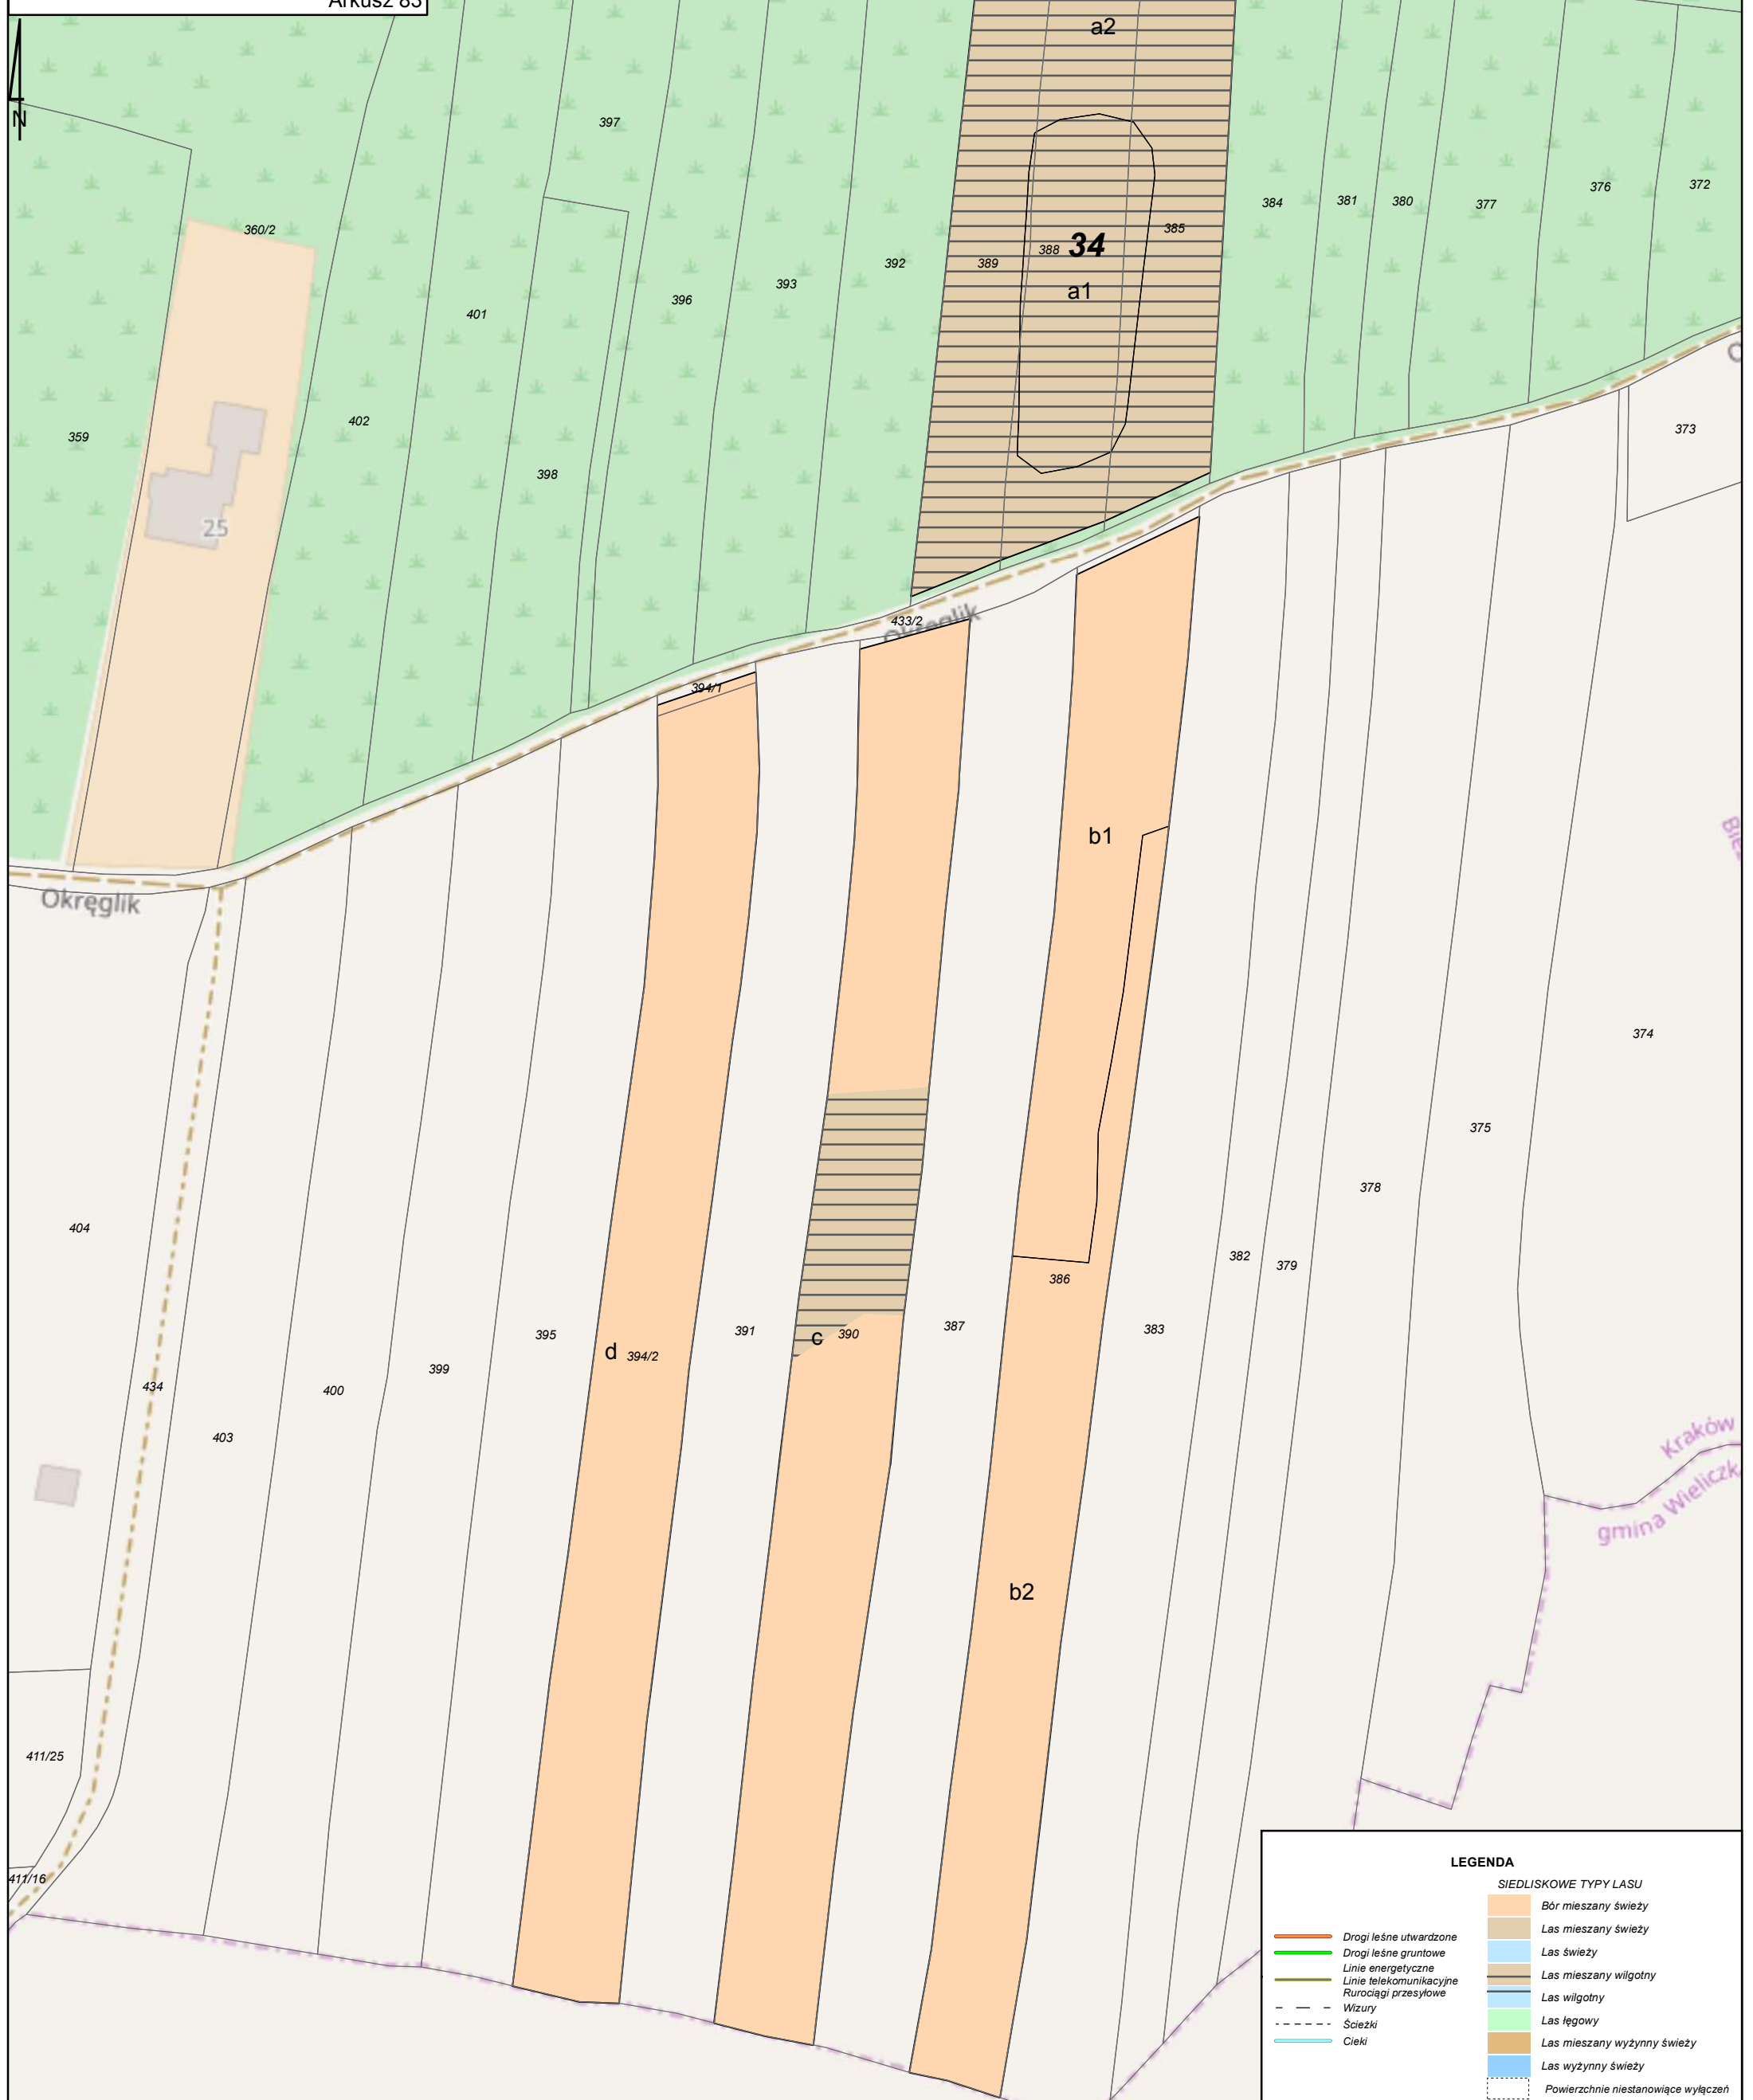 Arkusz 83
N
a2
397
360/2
384
381
380
377
376
372
385
388
34
389
392
393
396
401
a1
402
359
398
373
25
433/2
Okręglik
394/1
b1
Okręglik
374
375
378
404
382
379
386
383
387
391
c
390
395
d
394/2
399
400
434
403
Kraków
b2
411/25
411/16
LEGENDA
SIEDLISKOWE TYPY LASU
Bór mieszany świeży
Las mieszany świeży
Drogi leśne utwardzone
Drogi leśne gruntowe
Las świeży
Linie energetyczne
Linie telekomunikacyjne
Las mieszany wilgotny
Rurociągi przesyłowe
Las wilgotny
Wizury
Ścieżki
Las łęgowy
Cieki
Las mieszany wyżynny świeży
Las wyżynny świeży
Powierzchnie niestanowiące wyłączeń
gmina